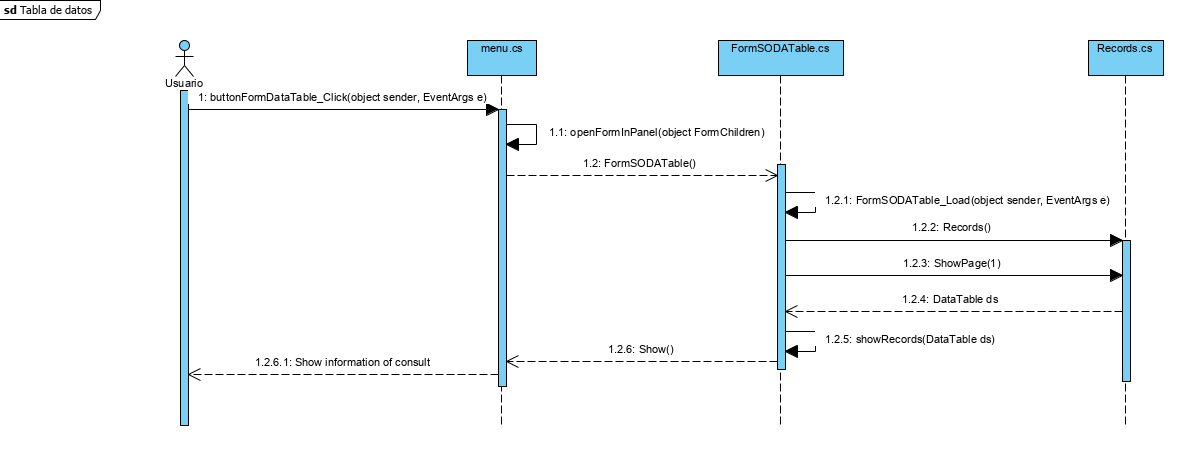 sd Tabla de datos
menu.cs
FormSODATable.cs
Records.cs
Usuario
1: buttonFormDataTable_Click(object sender, EventArgs e)
1.1: openFormInPanel(object FormChildren)
1.2: FormSODATable()
1.2.1: FormSODATable_Load(object sender, EventArgs e)
1.2.2: Records()
1.2.3: ShowPage(1)
1.2.4: DataTable ds
1.2.5: showRecords(DataTable ds)
1.2.6: Show()
1.2.6.1: Show information of consult